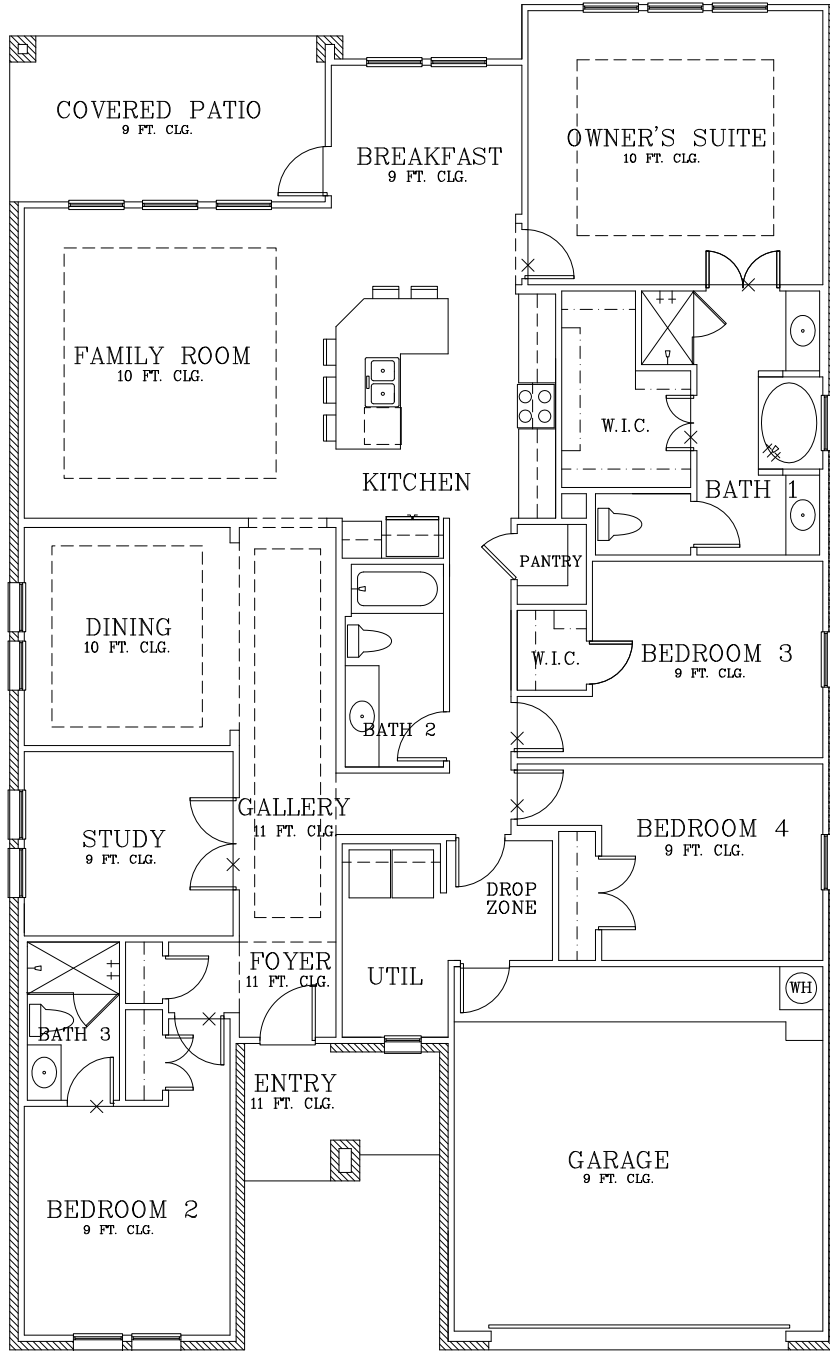 COVERED PATIO
9 FT. CLG.
BREAKFAST
9 FT. CLG.
OWNER'S SUITE
10 FT. CLG.
FAMILY ROOM
10 FT. CLG.
W.I.C.
KITCHEN
BATH 1
PANTRY
DINING
10 FT. CLG.
W.I.C.
BEDROOM 3
9 FT. CLG.
BATH 2
GALLERY
11 FT. CLG.
STUDY
9 FT. CLG.
BEDROOM 4
9 FT. CLG.
DROP
ZONE
FOYER
11 FT. CLG.
UTIL
WH
BATH 3
ENTRY
11 FT. CLG.
GARAGE
9 FT. CLG.
BEDROOM 2
9 FT. CLG.